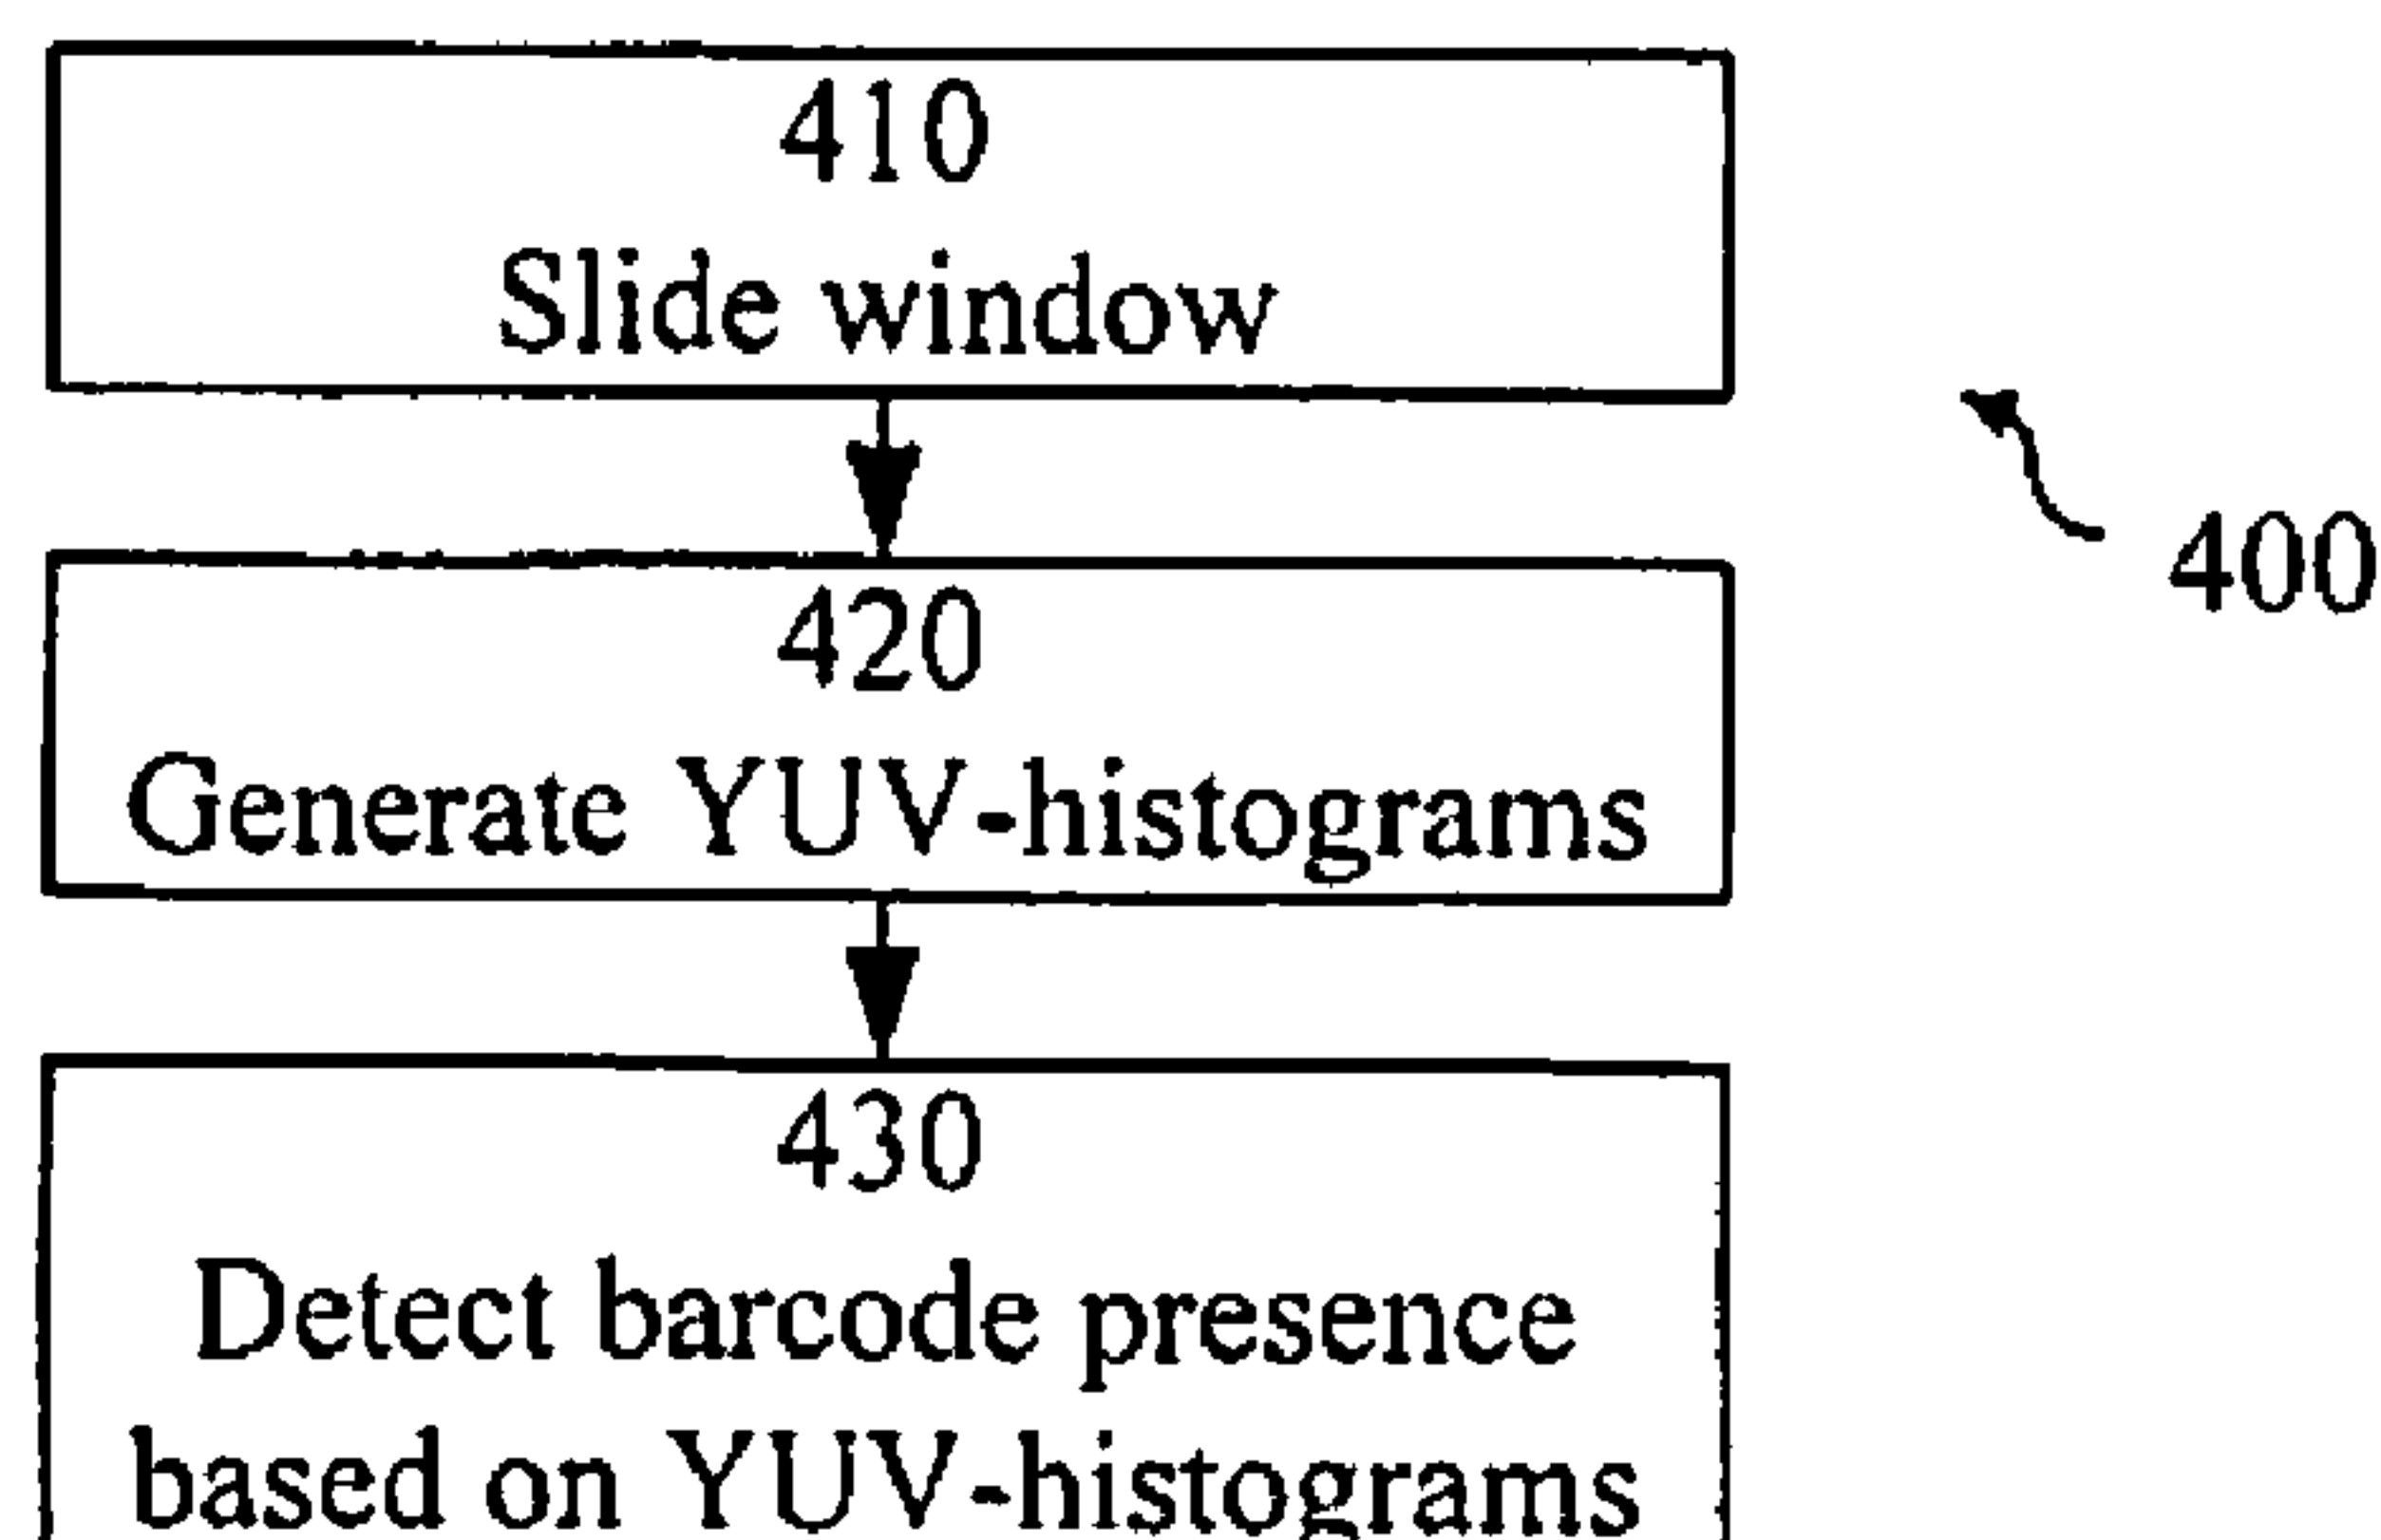 410
Slide window
400
420
Generate YUV-histograms
430
Detect barcode presence
based on YUV-histograms